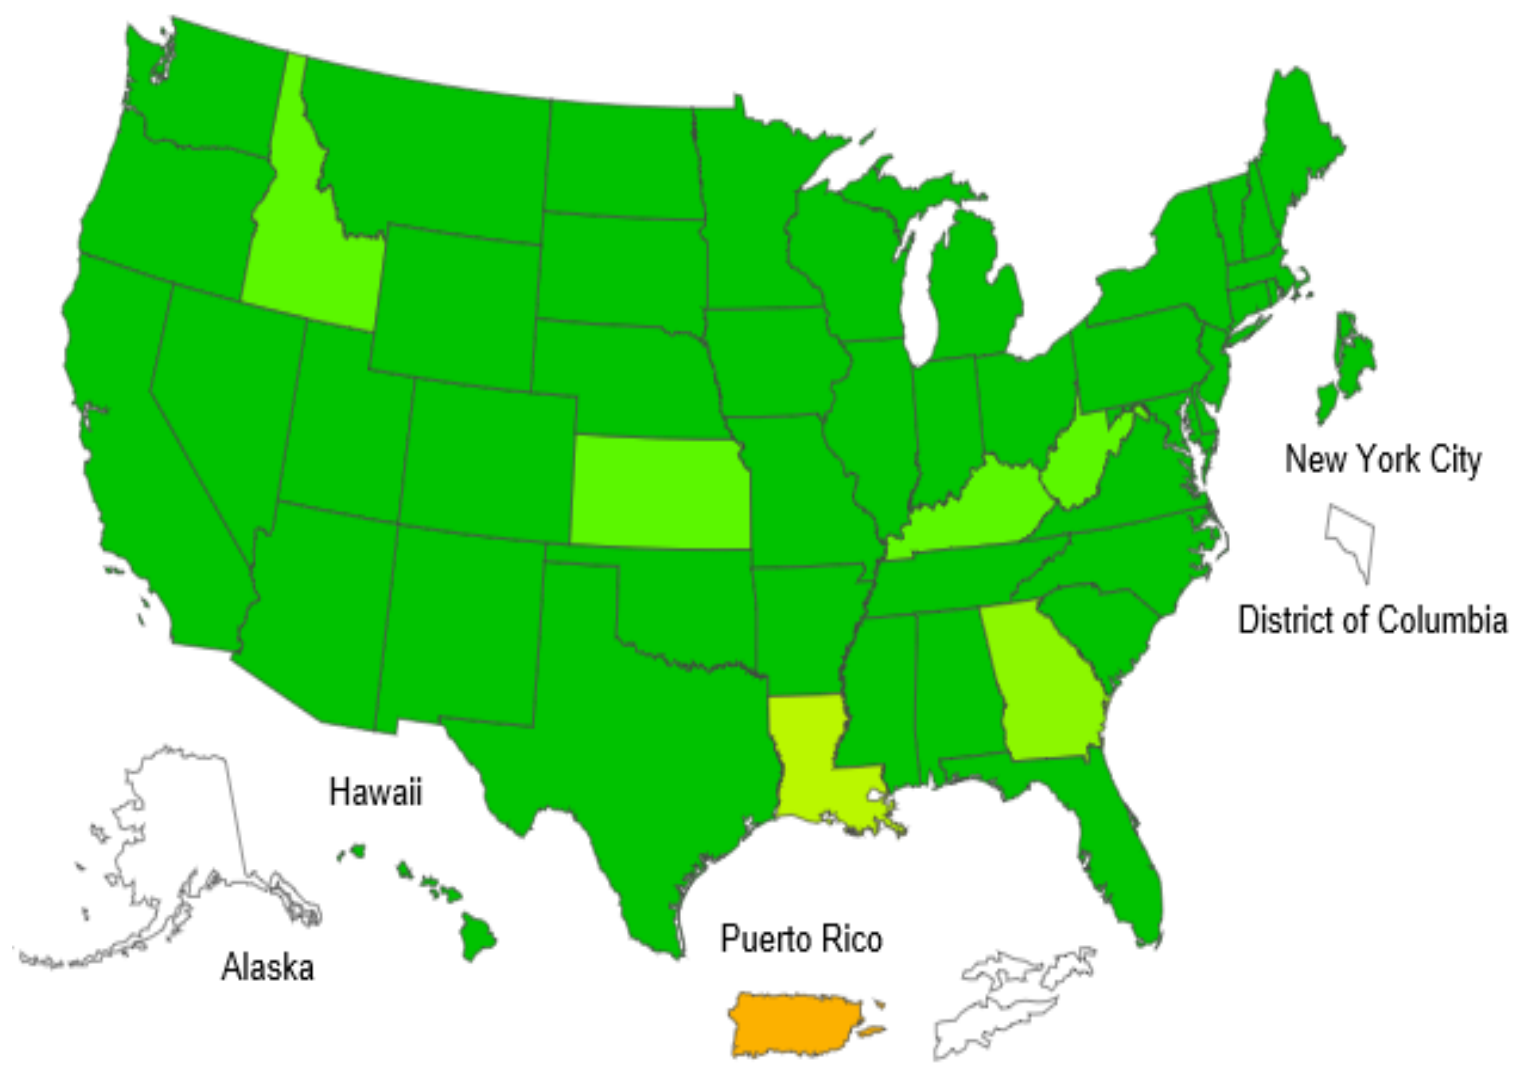 New York City
District of Columbia
Hawaii
Puerto Rico
Alaska